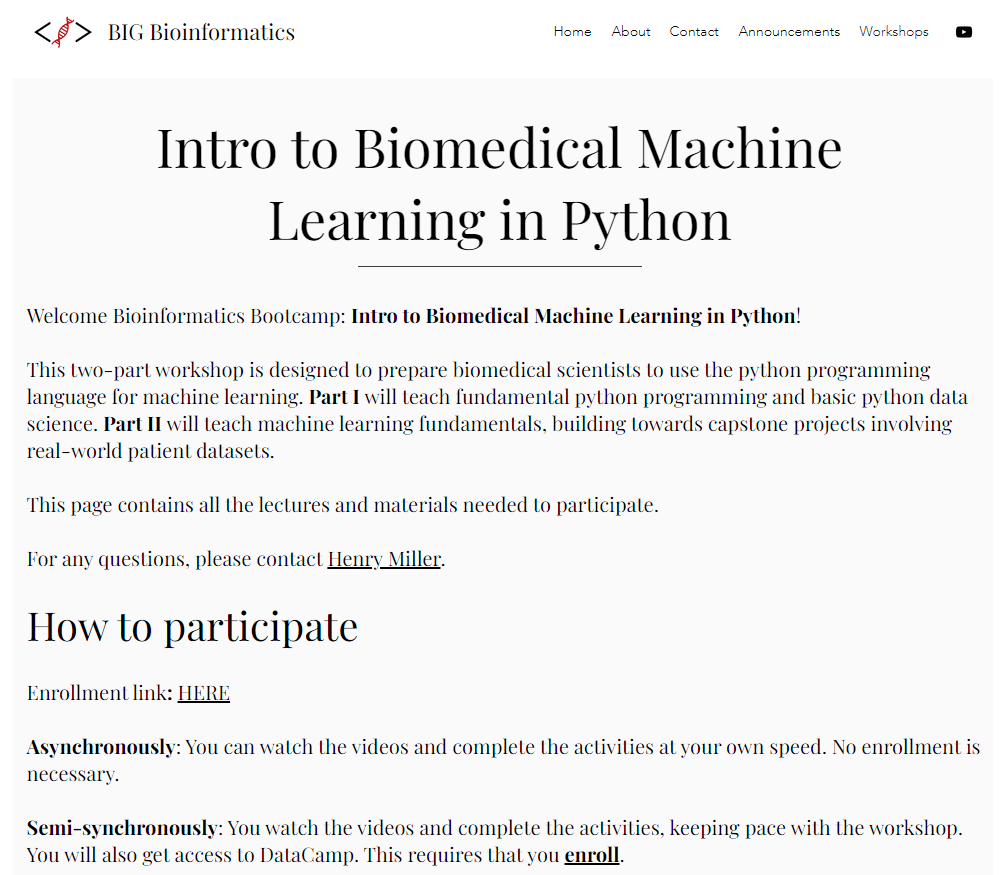 BIG Bioinformatics
Home About Contact Announcements Workshops
Intro to Biomedical Machine
Learning in Python
Welcome Bioinformatics Bootcamp: Intro to Biomedical Machine Learning in Python!
This two-part workshop is designed to prepare biomedical scientists to use the python programming
language for machine learning. Part I will teach fundamental python programming and basic python data
science. Part II will teach machine learning fundamentals, building towards capstone projects involving
real-world patient datasets.
This page contains all the lectures and materials needed to participate.
For any questions, please contact Henry Miller.
How to participate
Enrollment link: HERE
Asynchronously: You can watch the videos and complete the activities at your own speed. No enrollment is
necessary.
Semi-synchronously: You watch the videos and complete the activities, keeping pace with the workshop.
You will also get access to DataCamp. This requires that you enroll.